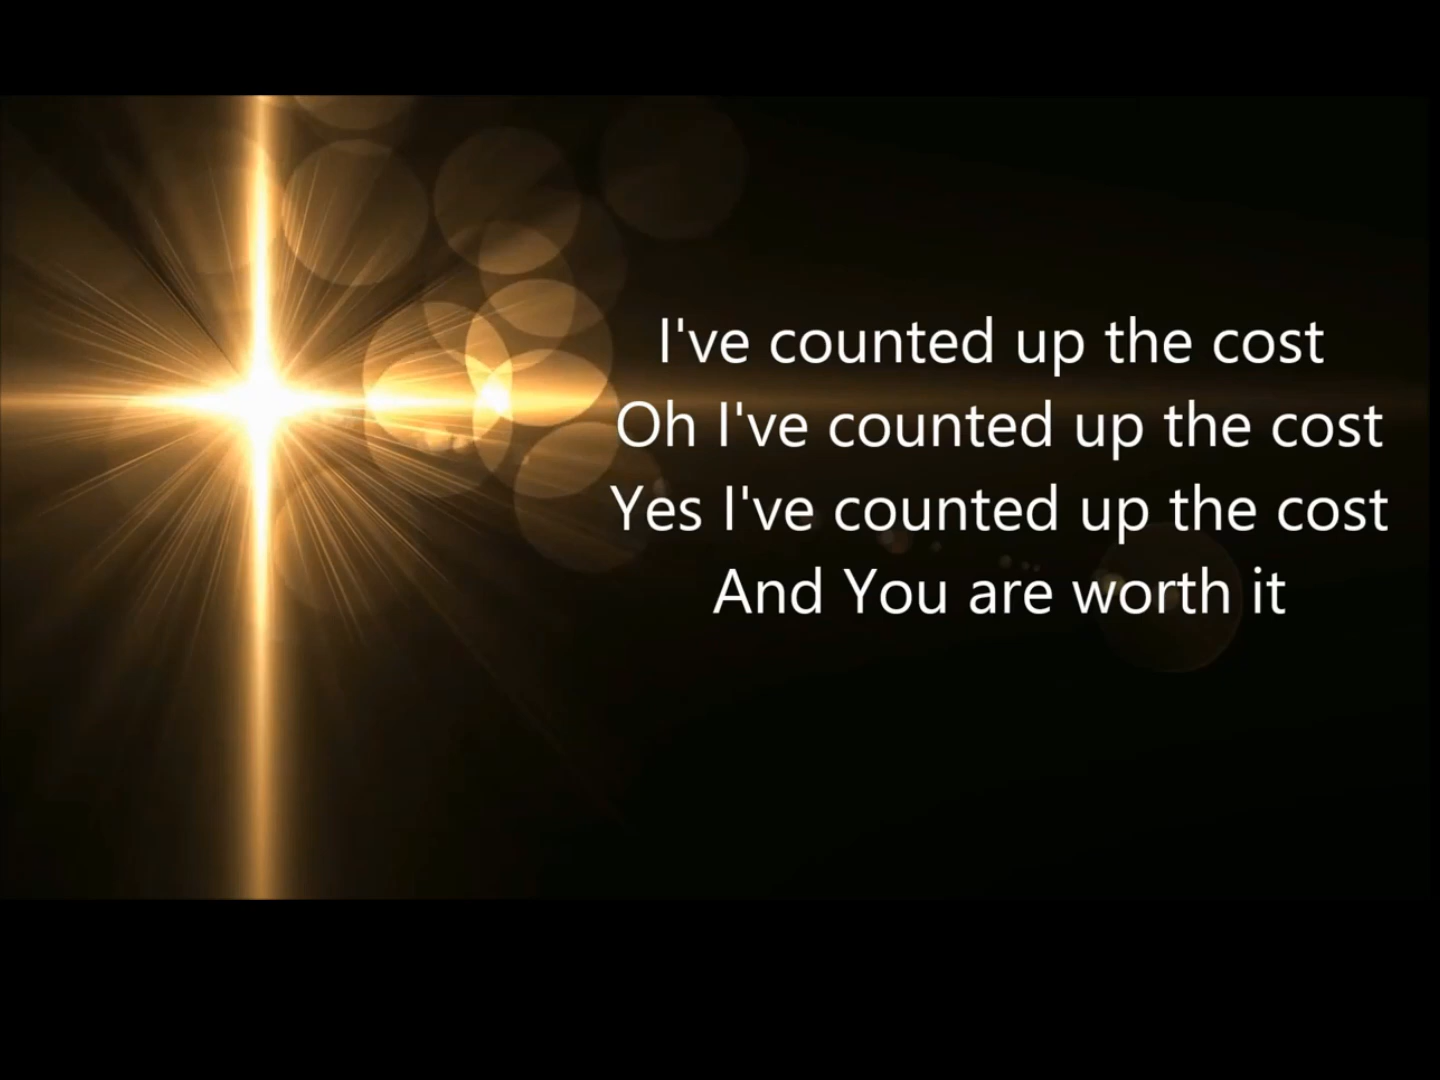 I've counted up the cost
Oh I've counted up the cost
Yes I've counted up the cost
And You are worth it